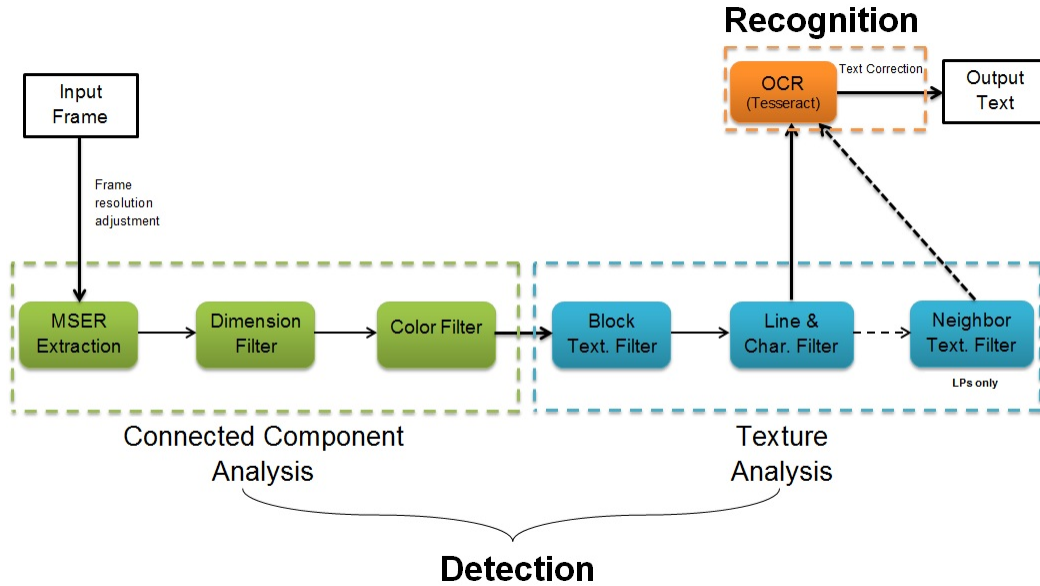 Recognition
Input
Frame
OCR
(Tesseract)
Text Correction
Output
Text
Frame
resolution
adjustment
MSER
Extraction
Dimension
Filter
Color Filter
Block
Text. Filter
Line &
Char. Filter
Neighbor
Text. Filter
LPs only
Connected Component
Analysis
Texture
Analysis
Detection